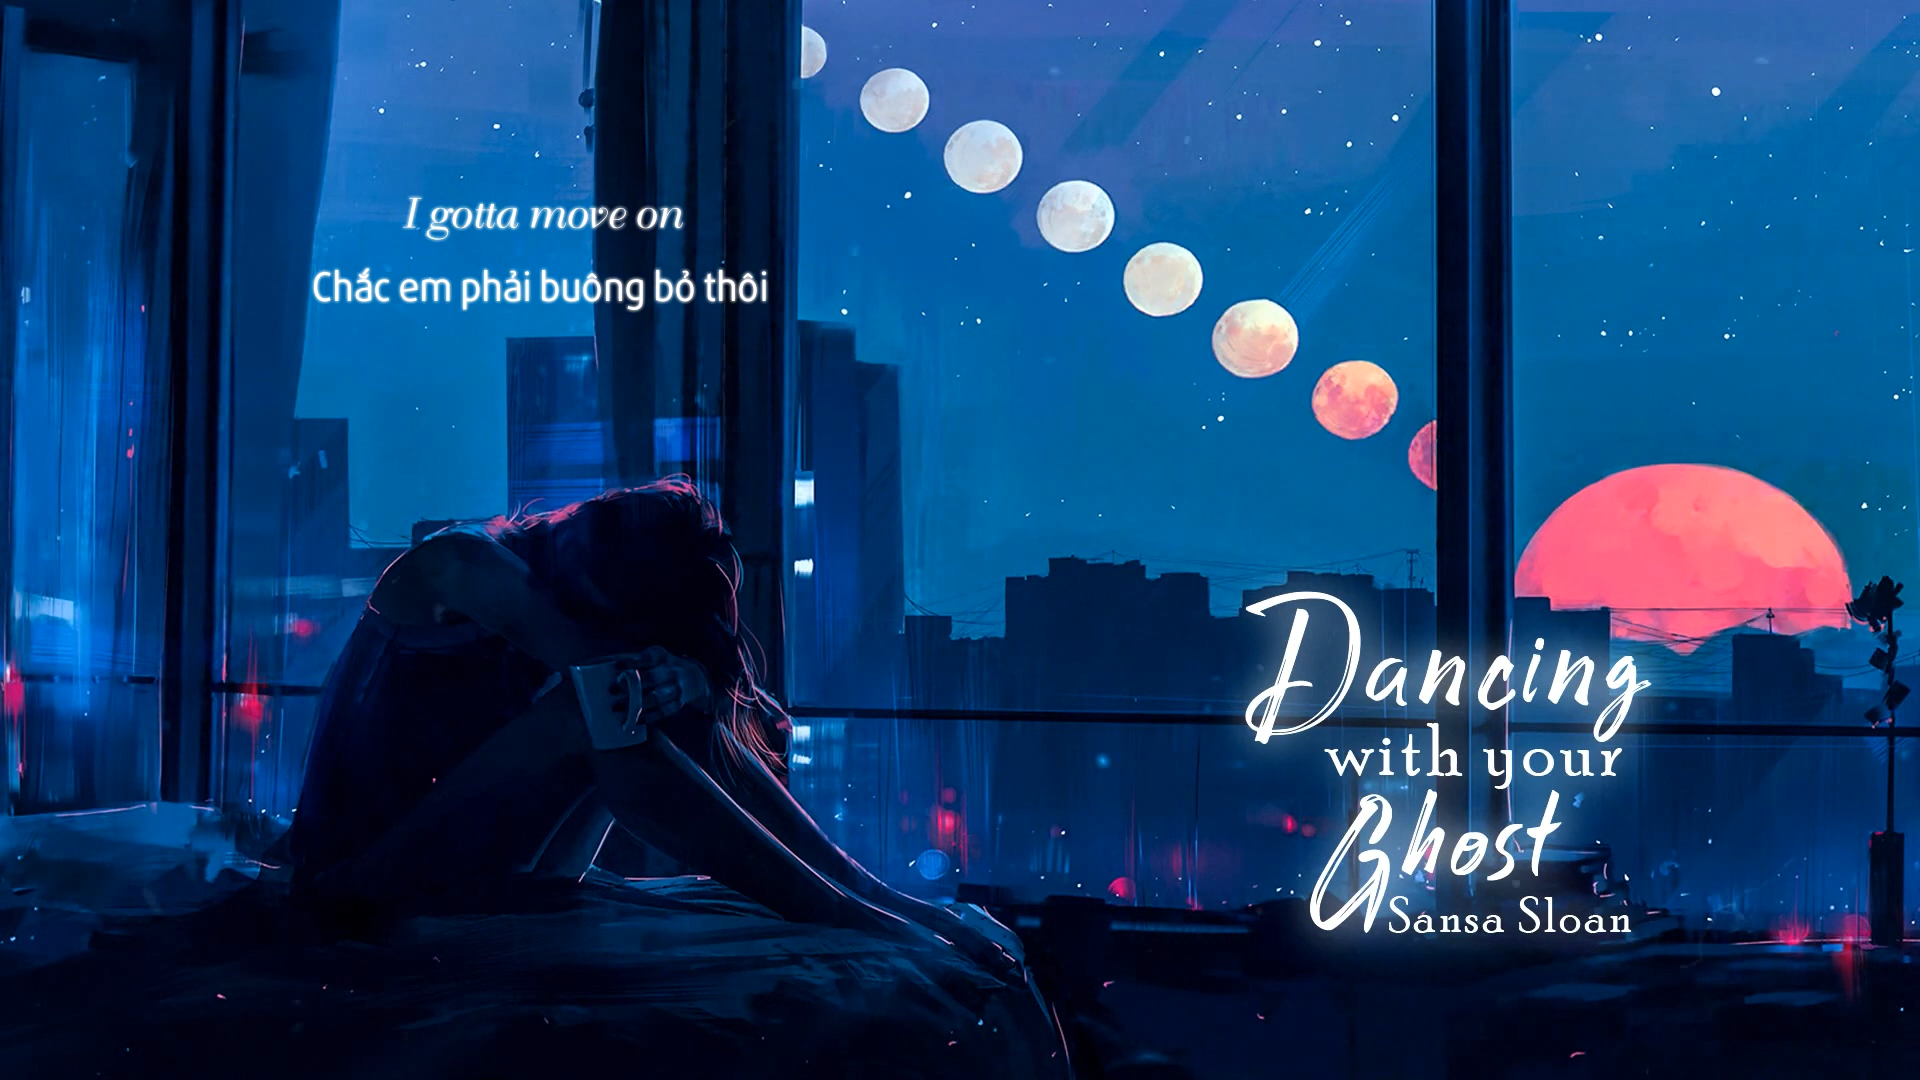 I gotta move on
Chắc em phải buông bỏ thôi
Dancing
with your
Ghost
Sansa Sloan